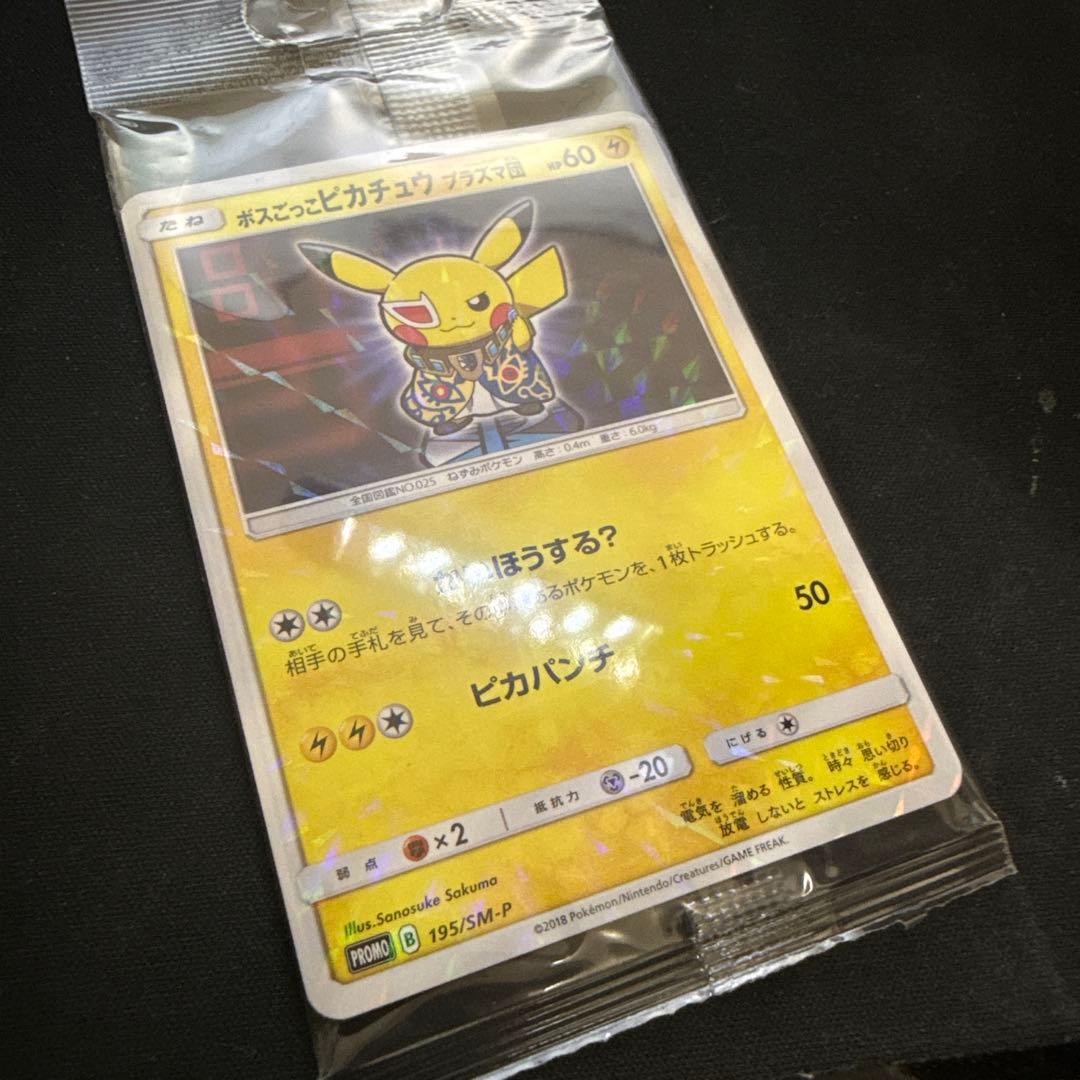 たね ボスごっこピカチュウ プラズマ団 HP60
全国図鑑NO.025 ねずみポケモン 高さ:0.4m 重さ:6.0kg
ほうする?
相手の手札を見て、その あるポケモンを、1枚トラッシュする。
ピカパンチ 50
弱点 ×2 抵抗力 -20 にげる
電気を 溜める 性質。 時々 思い切り
放電 しないと ストレスを 感じる。
Illus.Sanosuke Sakuma
PROMO B 195/SM-P ©2018 Pokémon/Nintendo/Creatures/GAME FREAK.